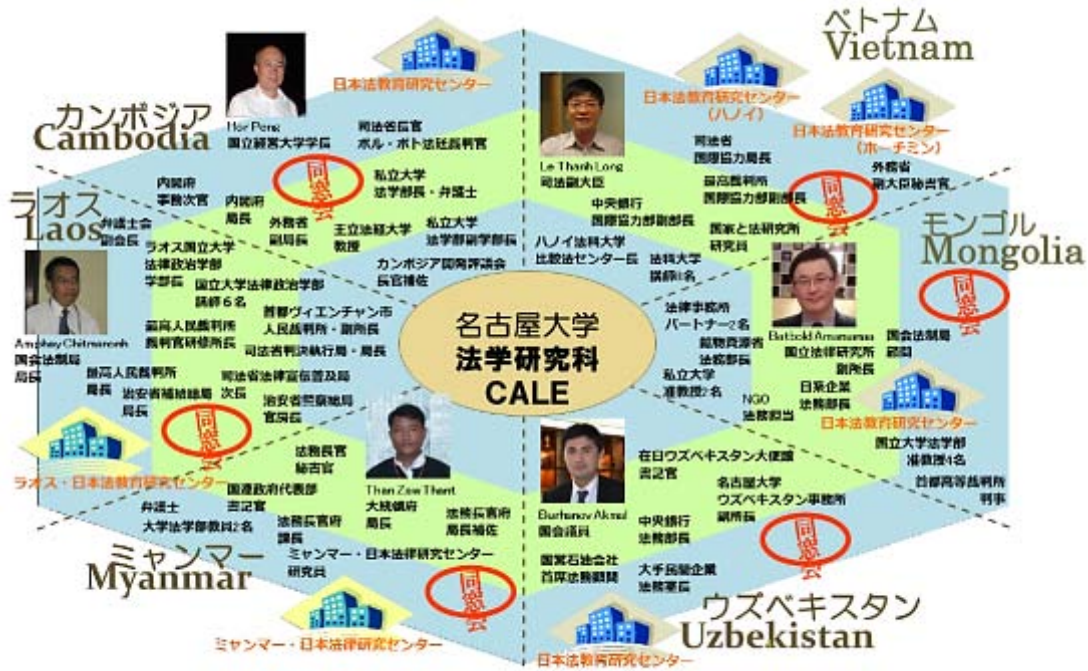 カンボジア
Cambodia
Hor Peng
国立経営大学学長
日本法教育研究センター
司法省長官
ポル・ポト法廷裁判官
同窓会
私立大学
法学部長・弁護士
内閣府
事務次官
内閣府
局長
外務省
副局長
王立法経大学
教授
私立大学
法学部副学部長
カンボジア開発評議会
長官補佐
ベトナム
Vietnam
日本法教育研究センター
(ハノイ)
日本法教育研究センター
(ホーチミン)
Le Thanh Long
司法副大臣
司法省
国際協力局長
最高裁判所
国際協力部副部長
同窓会
外務省
副大臣秘書官
中央銀行
国際協力部副部長
国家と法研究所
研究員
ハノイ法科大学
比較法センター長
法科大学
ラオス
Laos
弁護士会
副会長
ラオス国立大学
法律政治学部
学部長
国立大学法律政治学部
講師6名
首都ヴィエンチャン市
人民裁判所・副所長
最高人民裁判所
裁判官研修所長
司法省判決執行局・局長
国会法制局
局長
最高人民裁判所
局長
司法省法律宣伝普及局
次長
治安省
局長
治安省警察総局
官房長
同窓会
ラオス・日本法教育研究センター
名古屋大学
法学研究科
CALE
モンゴル
Mongolia
同窓会
国会法制局
顧問
国立法律研究所
副所長
法律事務所
パートナー2名
鉱物資源省
法務部長
私立大学
准教授2名
日系企業
法務部長
NGO
法務担当
日本法教育研究センター
国立大学法学部
准教授4名
首都高等裁判所
判事
ミャンマー
Myanmar
法務長官
秘書官
Than Zaw Thant
大統領府
局長
国連政府代表部
書記官
弁護士
大学法学部教員2名
法務長官府
課長
法務長官府
局長補佐
ミャンマー・日本法律研究センター
研究員
同窓会
ミャンマー・日本法律研究センター
Burhanov Akmal
国会議員
在日ウズベキスタン大使館
書記官
名古屋大学
ウズベキスタン事務所
副所長
中央銀行
法務部長
国営石油会社
首席法務顧問
大手民間企業
法務室長
同窓会
ウズベキスタン
Uzbekistan
日本法教育研究センター